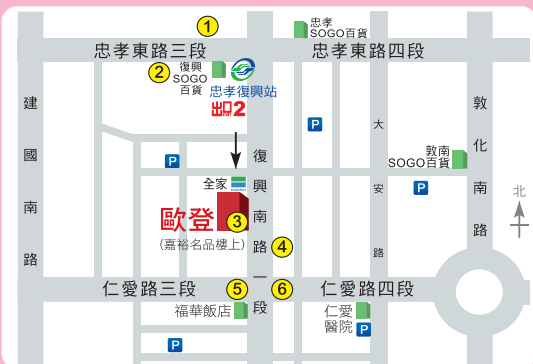 1
忠孝
SOGO百貨
忠孝東路三段
忠孝東路四段
2
復興
SOGO
百貨
忠孝復興站
出口2
建國南路
P
大安路
敦化南路
敦南
SOGO百貨
P
復興南路一段
P
北
全家
FamilyMart
歐登
3
(嘉裕名品樓上)
4
仁愛路三段
5
6
仁愛路四段
福華飯店
仁愛
醫院
P
P